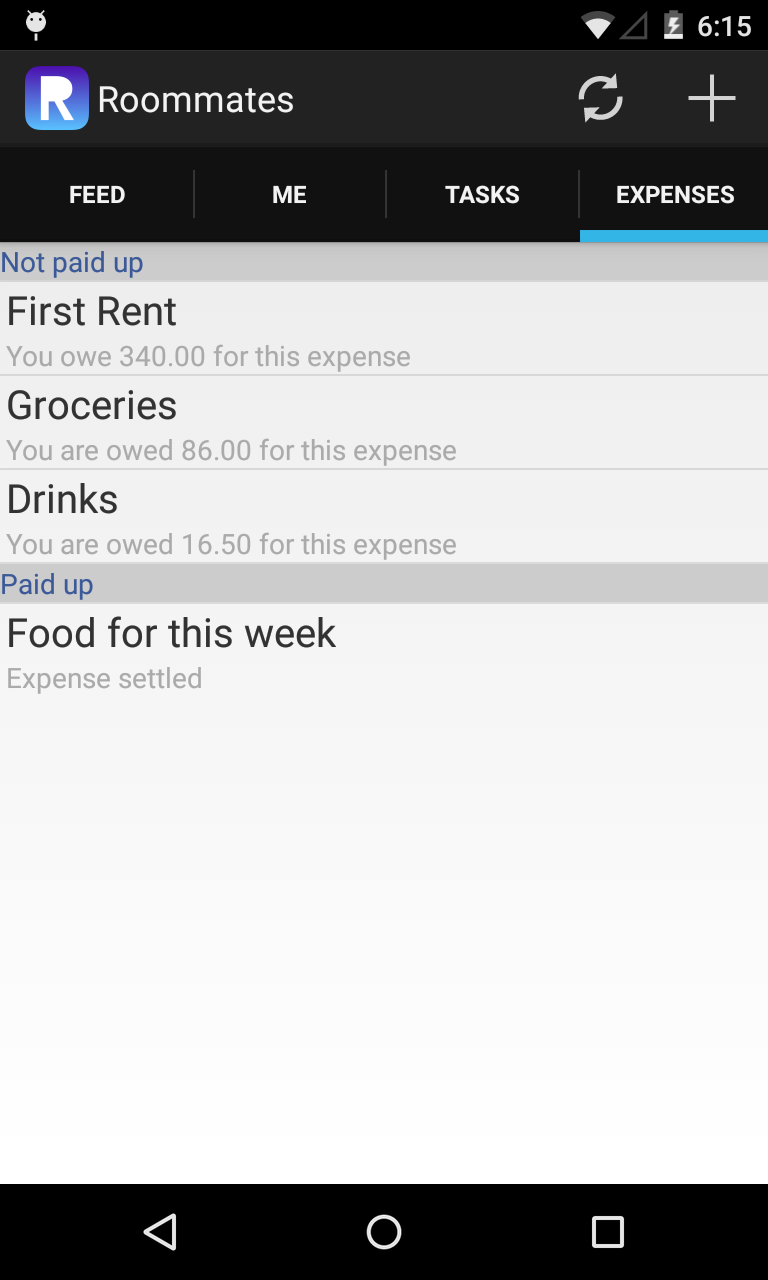 6:15
R Roommates
FEED ME TASKS EXPENSES
Not paid up
First Rent
You owe 340.00 for this expense
Groceries
You are owed 86.00 for this expense
Drinks
You are owed 16.50 for this expense
Paid up
Food for this week
Expense settled